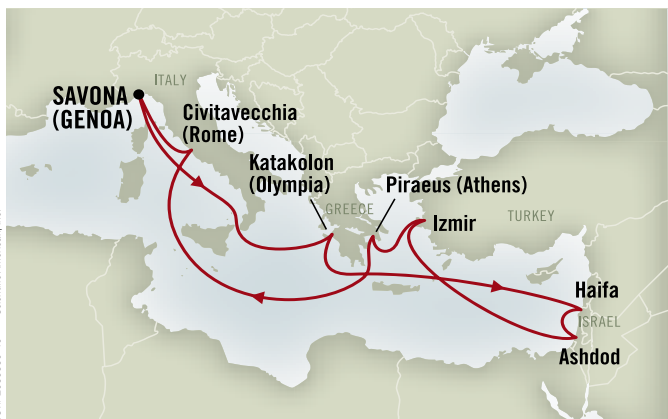 ITALY
SAVONA
(GENOA)
Civitavecchia
(Rome)
Katakolon
(Olympia)
Piraeus (Athens)
GREECE
Izmir
TURKEY
Haifa
ISRAEL
Ashdod